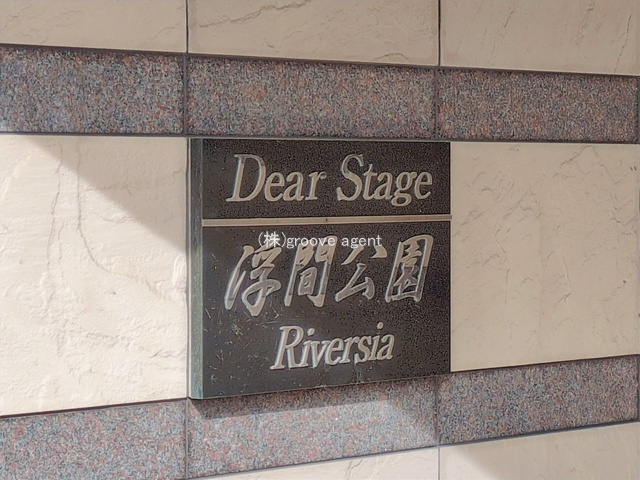 Dear Stage
(株)groove agent
浮間公園
Riversia